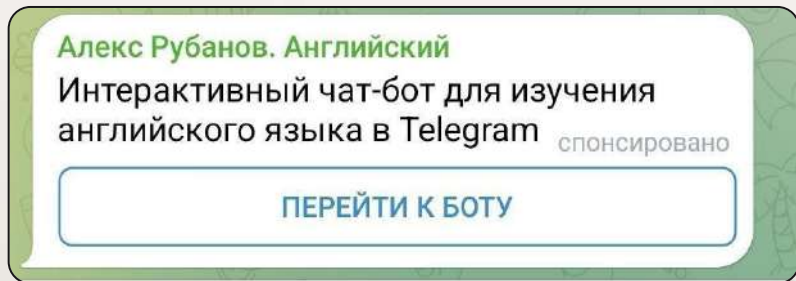 Алекс Рубанов. Английский
Интерактивный чат-бот для изучения
английского языка в Telegram спонсировано
ПЕРЕЙТИ К БОТУ